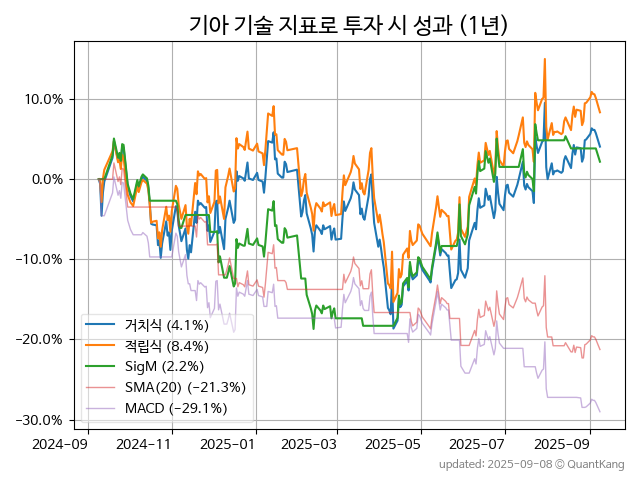 기아 기술 지표로 투자 시 성과 (1년)
10.0%
0.0%
−10.0%
−20.0%
−30.0%
거치식 (4.1%)
적립식 (8.4%)
SigM (2.2%)
SMA(20) (−21.3%)
MACD (−29.1%)
2024-09
2024-11
2025-01
2025-03
2025-05
2025-07
2025-09
updated: 2025-09-08 © QuantKang